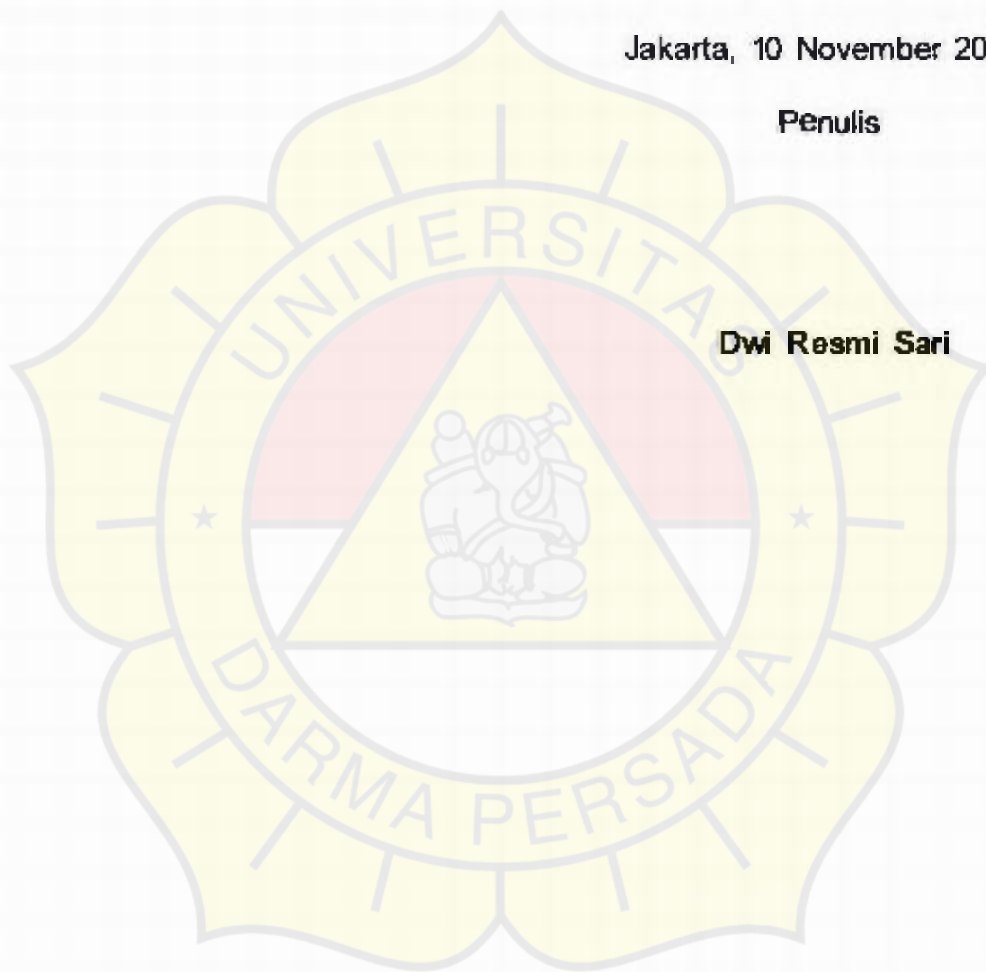 Jakarta, 10 November 20
Penulis
UNIVERSITAS
Dwi Resmi Sari
DARMA PERSADA